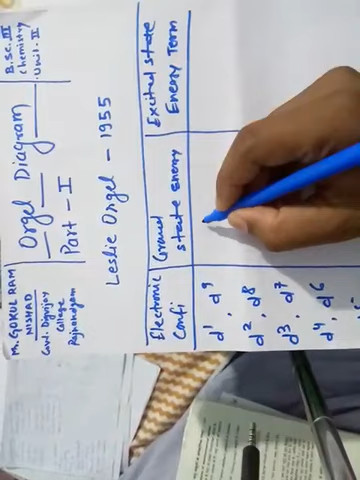 Mr. GOKUL RAM
NISHAD
Govt Digvijay
College
Rajnandgaon
Orgel Diagram
Part - I
B.Sc. III
Chemistry
Unit - II
Leslie Orgel - 1955
Electronic
Confi
Ground
state energy
Excited state
Energy Term
d1, d9
d2, d8
d3, d7
d4, d6